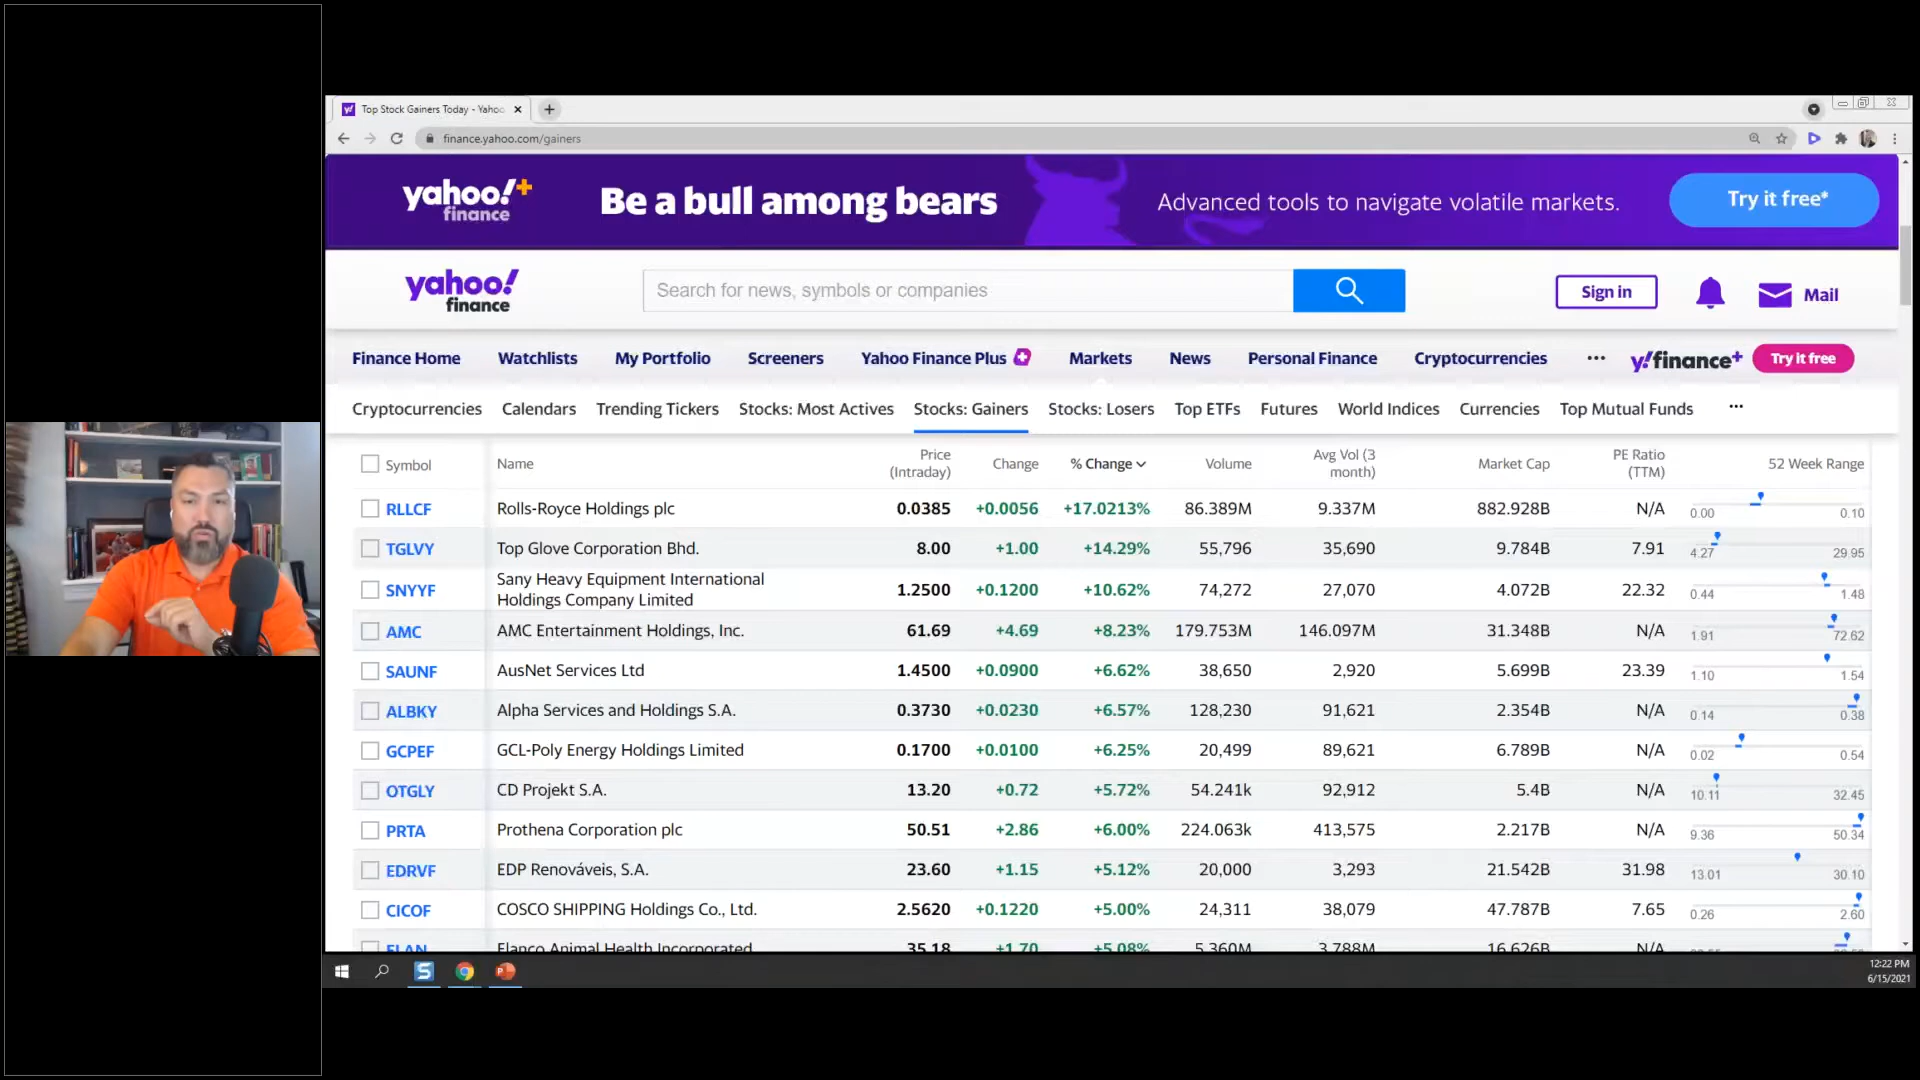 Top Stock Gainers Today - Yahoo
finance.yahoo.com/gainers
yahoo!+ finance
Be a bull among bears
Advanced tools to navigate volatile markets.
Try it free*
yahoo! finance
Search for news, symbols or companies
Sign in
Mail
Finance Home Watchlists My Portfolio Screeners Yahoo Finance Plus Markets News Personal Finance Cryptocurrencies ... y!finance+ Try it free
Cryptocurrencies Calendars Trending Tickers Stocks: Most Actives Stocks: Gainers Stocks: Losers Top ETFs Futures World Indices Currencies Top Mutual Funds ...
Symbol Name Price (Intraday) Change % Change Volume Avg Vol (3 month) Market Cap PE Ratio (TTM) 52 Week Range
RLLCF Rolls-Royce Holdings plc 0.0385 +0.0056 +17.0213% 86.389M 9.337M 882.928B N/A 0.00 0.10
TGLVY Top Glove Corporation Bhd. 8.00 +1.00 +14.29% 55,796 35,690 9.784B 7.91 4.27 29.95
SNYYF Sany Heavy Equipment International Holdings Company Limited 1.2500 +0.1200 +10.62% 74,272 27,070 4.072B 22.32 0.44 1.48
AMC AMC Entertainment Holdings, Inc. 61.69 +4.69 +8.23% 179.753M 146.097M 31.348B N/A 1.91 72.62
SAUNF AusNet Services Ltd 1.4500 +0.0900 +6.62% 38,650 2,920 5.699B 23.39 1.10 1.54
ALBKY Alpha Services and Holdings S.A. 0.3730 +0.0230 +6.57% 128,230 91,621 2.354B N/A 0.14 0.38
GCPEF GCL-Poly Energy Holdings Limited 0.1700 +0.0100 +6.25% 20,499 89,621 6.789B N/A 0.02 0.54
OTGLY CD Projekt S.A. 13.20 +0.72 +5.72% 54.241k 92,912 5.4B N/A 10.11 32.45
PRTA Prothena Corporation plc 50.51 +2.86 +6.00% 224.063k 413,575 2.217B N/A 9.36 50.34
EDRVF EDP Renováveis, S.A. 23.60 +1.15 +5.12% 20,000 3,293 21.542B 31.98 13.01 30.10
CICOF COSCO SHIPPING Holdings Co., Ltd. 2.5620 +0.1220 +5.00% 24,311 38,079 47.787B 7.65 0.26 2.60
ELAN Elanco Animal Health Incorporated 35.18 +1.70 +5.08% 5.360M 3.788M 16.626B N/A
12:22 PM
6/15/2021